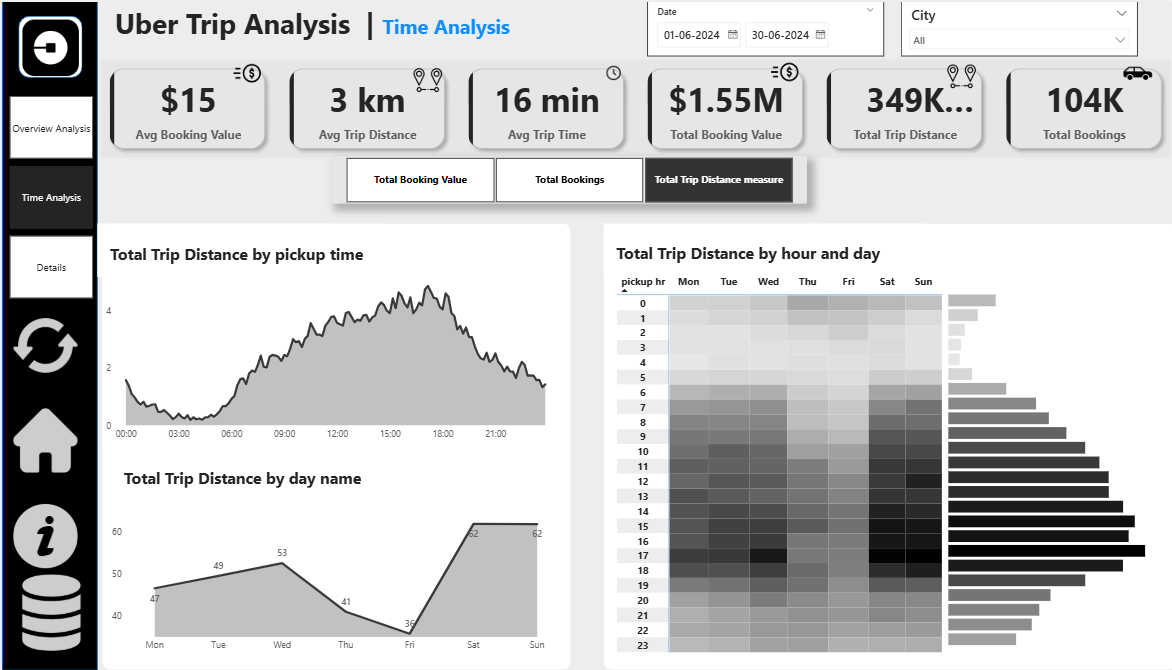 Uber Trip Analysis | Time Analysis
Date
01-06-2024 30-06-2024
City
All
Overview Analysis
Time Analysis
Details
$15
Avg Booking Value
3 km
Avg Trip Distance
16 min
Avg Trip Time
$1.55M
Total Booking Value
349K...
Total Trip Distance
104K
Total Bookings
Total Booking Value Total Bookings Total Trip Distance measure
Total Trip Distance by pickup time
4
2
0
00:00 03:00 06:00 09:00 12:00 15:00 18:00 21:00
Total Trip Distance by day name
60
50
40
47 49 53 41 36 62 62
Mon Tue Wed Thu Fri Sat Sun
Total Trip Distance by hour and day
pickup hr Mon Tue Wed Thu Fri Sat Sun
0
1
2
3
4
5
6
7
8
9
10
11
12
13
14
15
16
17
18
19
20
21
22
23